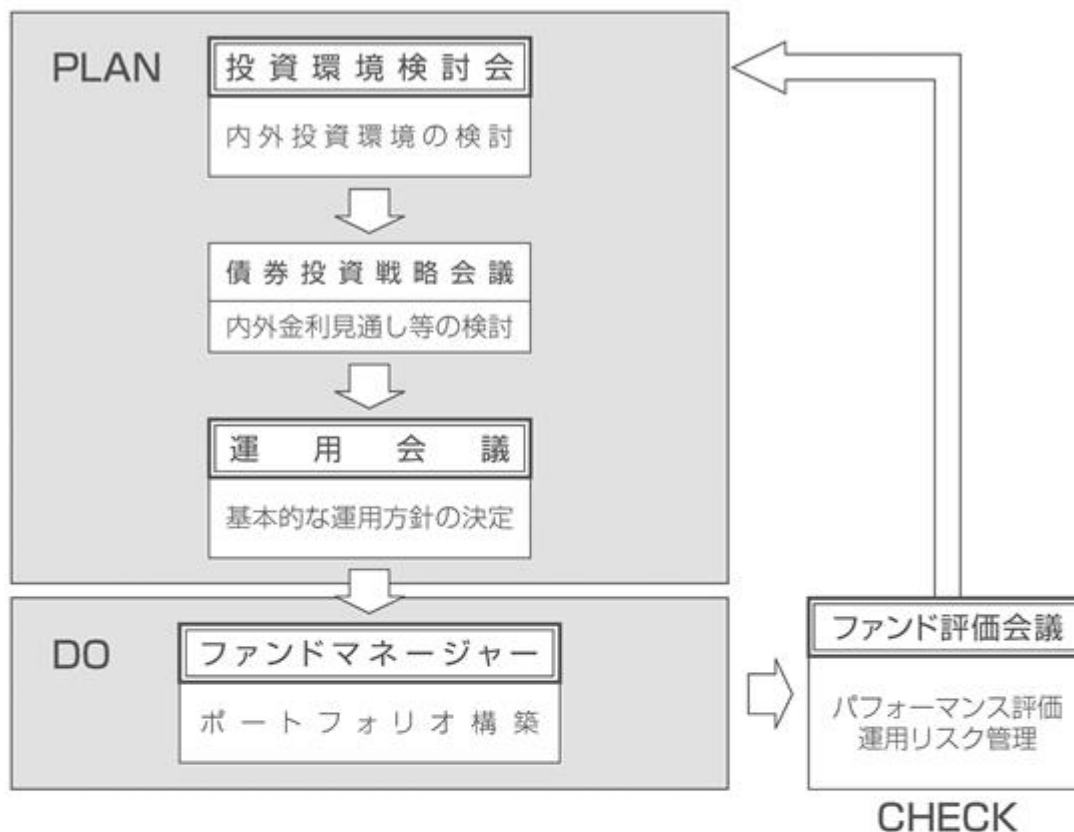 PLAN
投資環境検討会
内外投資環境の検討
債券投資戦略会議
内外金利見通し等の検討
運用会議
基本的な運用方針の決定
DO
ファンドマネージャー
ポートフォリオ構築
ファンド評価会議
パフォーマンス評価
運用リスク管理
CHECK